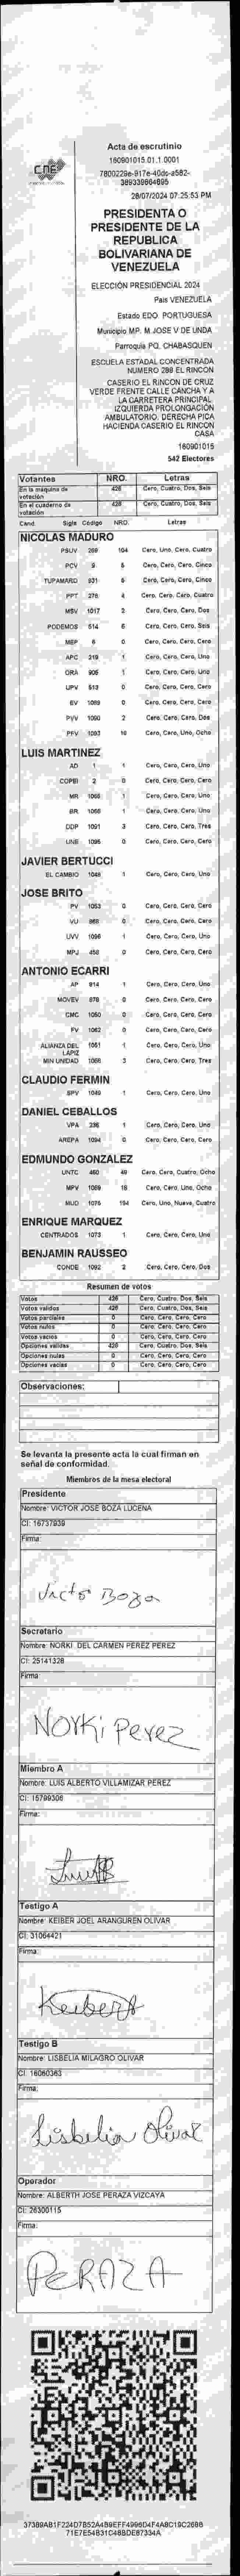 CNE
Acta de escrutinio
160901015.01.1.0001
28/07/2024 07:25:53 PM
PRESIDENTA O
PRESIDENTE DE LA
REPUBLICA
BOLIVARIANA DE
VENEZUELA
ELECCIÓN PRESIDENCIAL 2024
Pais VENEZUELA
Estado EDO. PORTUGUESA
Municipio MP. M. JOSE V DE UNDA
Parroquia PQ. CHABASQUEN
ESCUELA ESTADAL CONCENTRADA
NUMERO 288 EL RINCON
CASERIO EL RINCON DE CRUZ
VERDE FRENTE CALLE CANCHA Y A
LA CARRETERA PRINCIPAL.
IZQUIERDA PROLONGACIÓN
AMBULATORIO. DERECHA PICA
HACIENDA CASERIO EL RINCON
CASA
160901015
542 Electores
Votantes NRO. Letras
En la máquina de votación 426 Cero, Cuatro, Dos, Seis
En el cuaderno de votación 426 Cero, Cuatro, Dos, Seis
Cand Sigla Código NRO. Letras
NICOLAS MADURO
PSUV 268 104 Cero, Uno, Cero, Cuatro
PCV 9 5 Cero, Cero, Cero, Cinco
TUPAMARO 931 5 Cero, Cero, Cero, Cinco
PPT 276 4 Cero, Cero, Cero, Cuatro
MSV 1017 2 Cero, Cero, Cero, Dos
PODEMOS 514 6 Cero, Cero, Cero, Seis
MEP 6 0 Cero, Cero, Cero, Cero
APC 219 1 Cero, Cero, Cero, Uno
ORA 905 1 Cero, Cero, Cero, Uno
UPV 513 0 Cero, Cero, Cero, Cero
EV 1089 0 Cero, Cero, Cero, Cero
PVV 1090 2 Cero, Cero, Cero, Dos
PFV 1093 18 Cero, Cero, Uno, Ocho
LUIS MARTINEZ
AD 1 1 Cero, Cero, Cero, Uno
COPEI 2 0 Cero, Cero, Cero, Cero
MR 1065 1 Cero, Cero, Cero, Uno
BR 1 Cero, Cero, Cero, Uno
DDP 1091 3 Cero, Cero, Cero, Tres
UNE 1095 0 Cero, Cero, Cero, Cero
JAVIER BERTUCCI
EL CAMBIO 1048 1 Cero, Cero, Cero, Uno
JOSE BRITO
PV 1053 0 Cero, Cero, Cero, Cero
VU 868 0 Cero, Cero, Cero, Cero
UVV 1096 1 Cero, Cero, Cero, Uno
MPJ 458 0 Cero, Cero, Cero, Cero
ANTONIO ECARRI
AP 914 1 Cero, Cero, Cero, Uno
MOVEV 878 0 Cero, Cero, Cero, Cero
CMC 1050 0 Cero, Cero, Cero, Cero
FV 1062 0 Cero, Cero, Cero, Cero
ALIANZA DEL LAPIZ 1051 1 Cero, Cero, Cero, Uno
MIN UNIDAD 3 Cero, Cero, Cero, Tres
CLAUDIO FERMIN
SPV 1049 1 Cero, Cero, Cero, Uno
DANIEL CEBALLOS
VPA 236 1 Cero, Cero, Cero, Uno
AREPA 1094 0 Cero, Cero, Cero, Cero
EDMUNDO GONZALEZ
UNTC 460 48 Cero, Cero, Cuatro, Ocho
MPV 1069 18 Cero, Cero, Uno, Ocho
MUD 1075 194 Cero, Uno, Nueve, Cuatro
ENRIQUE MARQUEZ
CENTRADOS 1073 1 Cero, Cero, Cero, Uno
BENJAMIN RAUSSEO
CONDE 1092 2 Cero, Cero, Cero, Dos
Resumen de votos
Votos 426 Cero, Cuatro, Dos, Seis
Votos validos 426 Cero, Cuatro, Dos, Seis
Votos parciales 0 Cero, Cero, Cero, Cero
Votos nulos 0 Cero, Cero, Cero, Cero
Votos vacios 0 Cero, Cero, Cero, Cero
Opciones validas 426 Cero, Cuatro, Dos, Seis
Opciones nulas 0 Cero, Cero, Cero, Cero
Opciones vacias 0 Cero, Cero, Cero, Cero
Observaciones:
Se levanta la presente acta la cual firman en
señal de conformidad.
Miembros de la mesa electoral
Presidente
Nombre: VICTOR JOSE BOZA LUCENA
CI: 16737939
Firma:
Victo Boza
Secretario
Nombre: NORKI DEL CARMEN PEREZ PEREZ
CI: 25141328
Firma:
NORKi Perez
Miembro A
Nombre: LUIS ALBERTO VILLAMIZAR PEREZ
CI: 15799306
Firma:
Testigo A
Nombre: KEIBER JOEL ARANGUREN OLIVAR
CI: 31064421
Firma:
Testigo B
Nombre: LISBELIA MILAGRO OLIVAR
CI: 16060363
Firma:
Lisbelia Olivar
Operador
Nombre: ALBERTH JOSE PERAZA VIZCAYA
CI: 26300115
Firma:
PERAZA